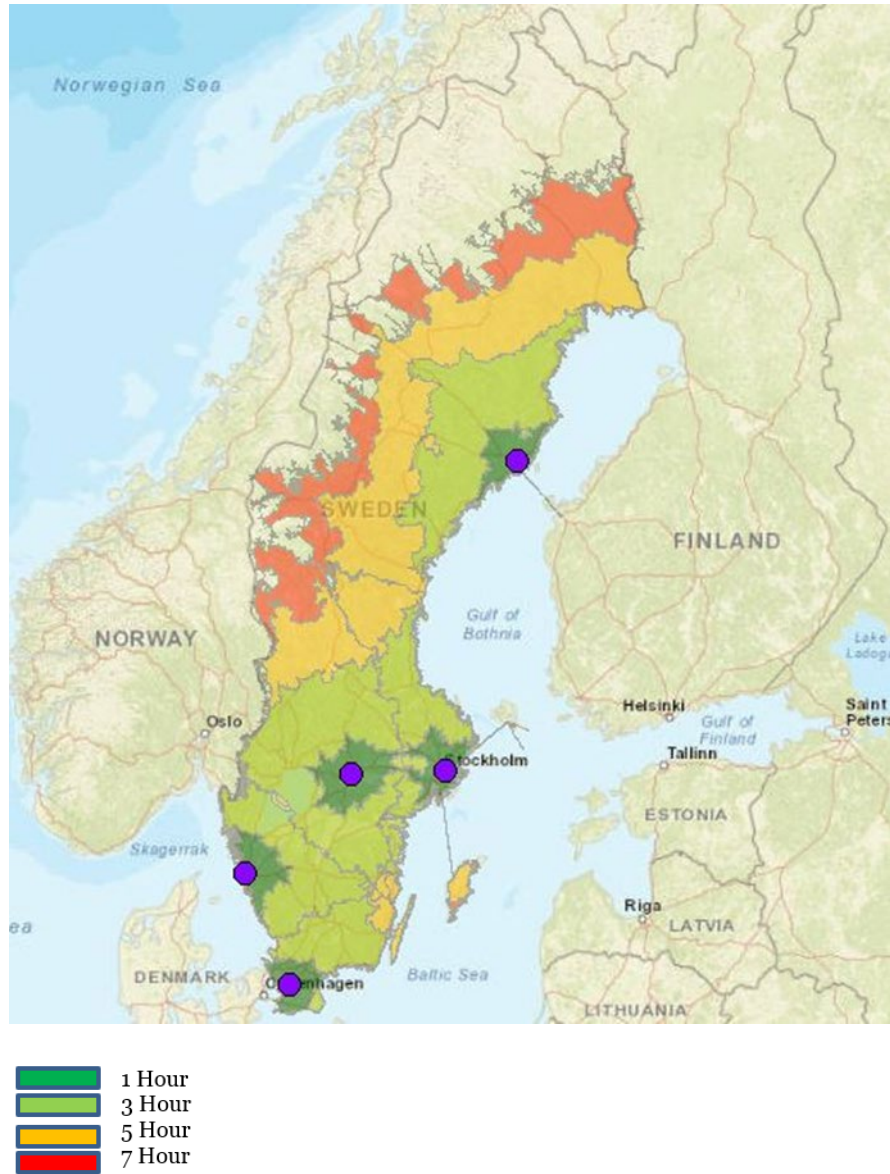 Norwegian Sea
SWEDEN
FINLAND
Gulf of
Bothnia
Lake
Ladog
NORWAY
Oslo
Helsinki
Saint
Peters
Gulf of
Finland
Tallinn
Stockholm
ESTONIA
Skagerrak
Riga
LATVIA
ea
DENMARK
Baltic Sea
LITHUANIA
1 Hour
3 Hour
5 Hour
7 Hour